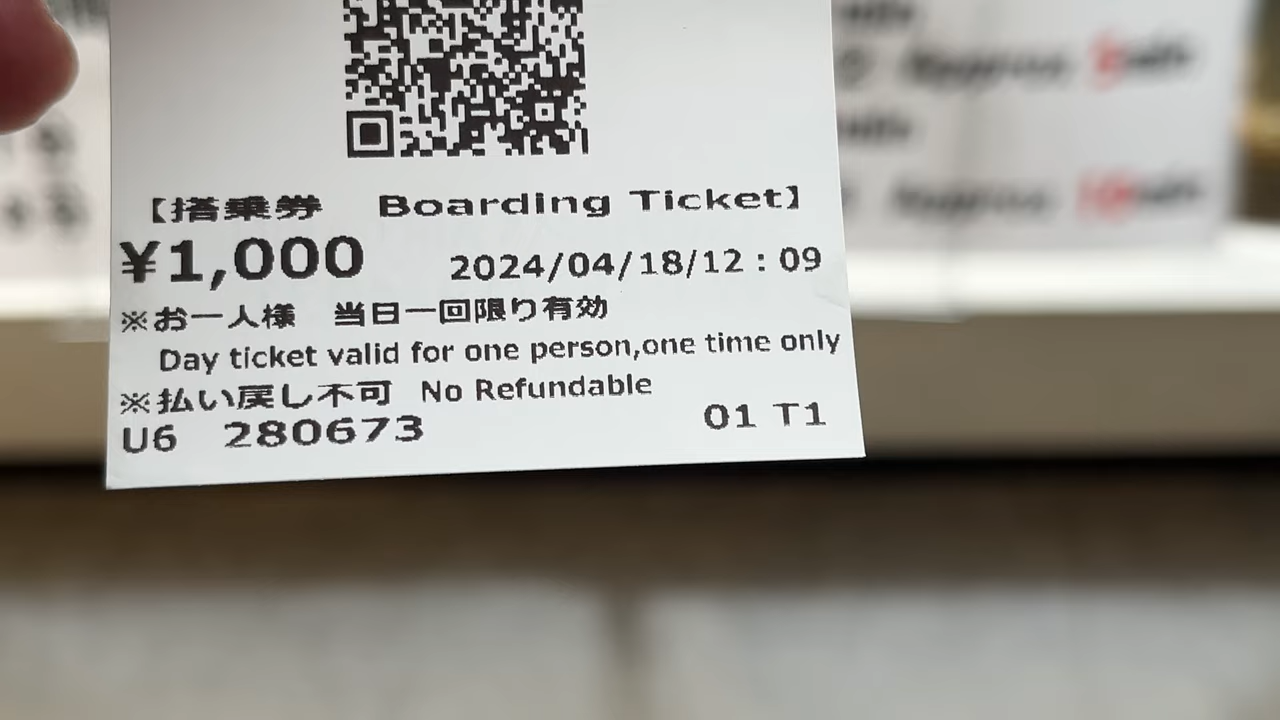 【搭乗券 Boarding Ticket】
¥1,000 2024/04/18/12：09
※お一人様 当日一回限り有効
Day ticket valid for one person,one time only
※払い戻し不可 No Refundable
U6 280673 01 T1
Approx
Approx